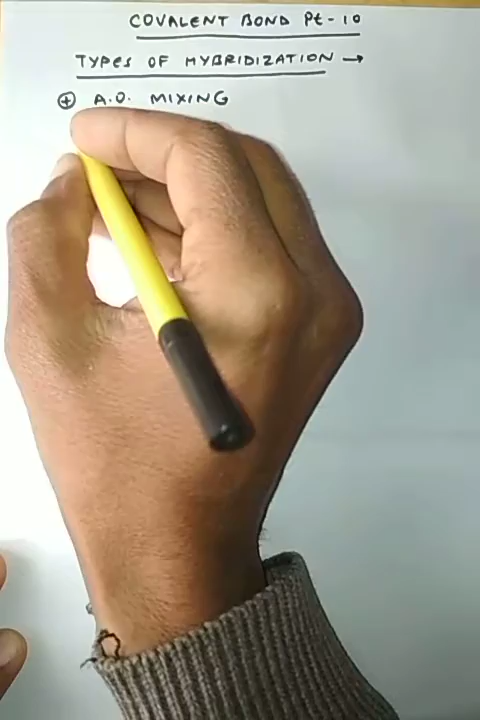 COVALENT BOND Pt-10
TYPES OF HYBRIDIZATION →
⊕ A.O. MIXING